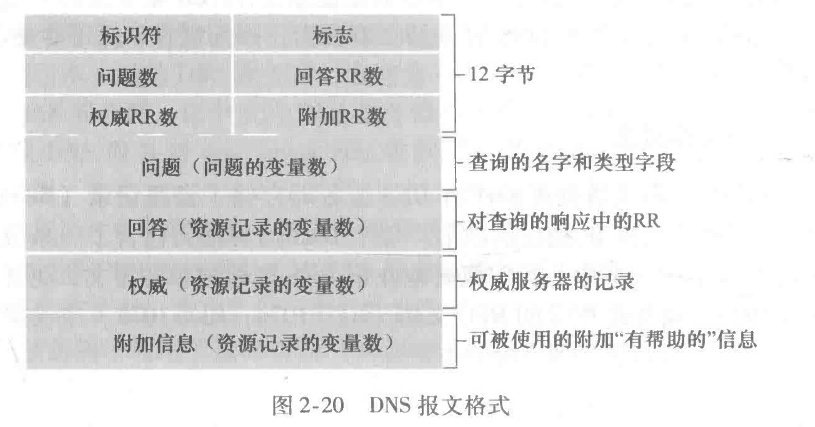 标识符 标志
问题数 回答RR数 12字节
权威RR数 附加RR数
问题（问题的变量数） 查询的名字和类型字段
回答（资源记录的变量数） 对查询的响应中的RR
权威（资源记录的变量数） 权威服务器的记录
附加信息（资源记录的变量数） 可被使用的附加“有帮助的”信息
图 2-20 DNS 报文格式